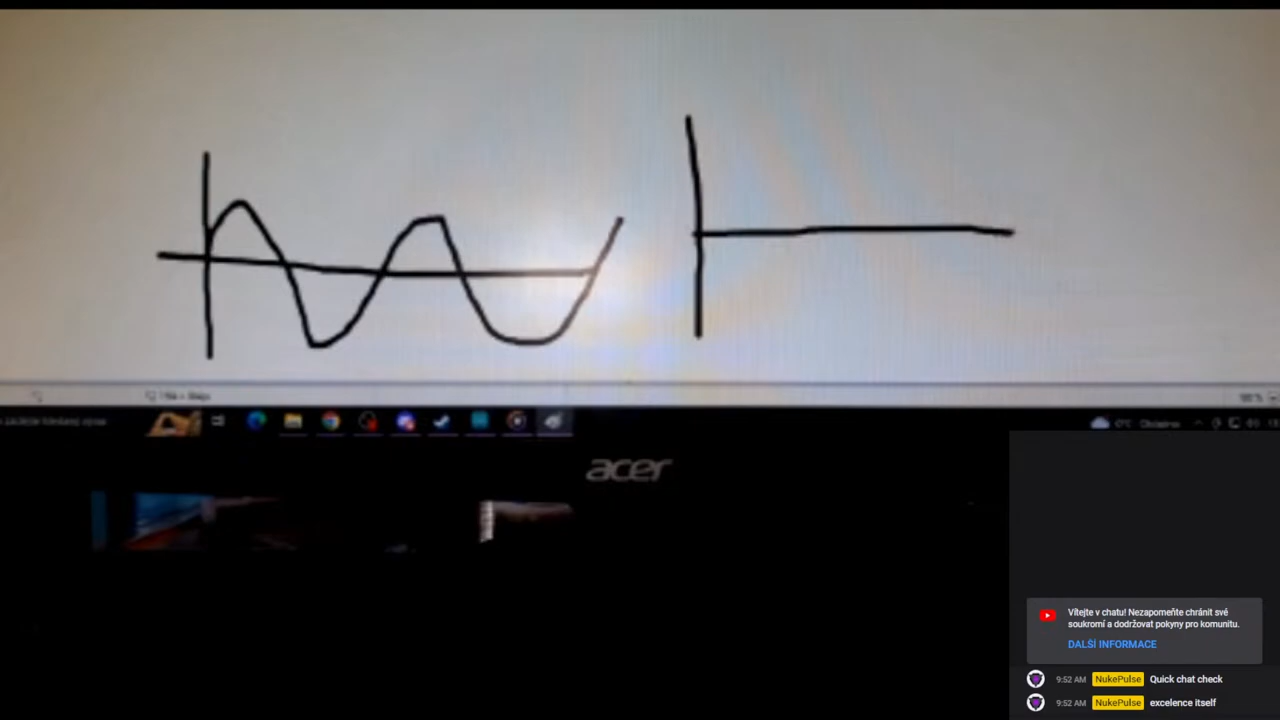 acer
Vítejte v chatu! Nezapomeňte chránit své
soukromí a dodržovat pokyny pro komunitu.
DALŠÍ INFORMACE
9:52 AM NukePulse Quick chat check
9:52 AM NukePulse excelence itself